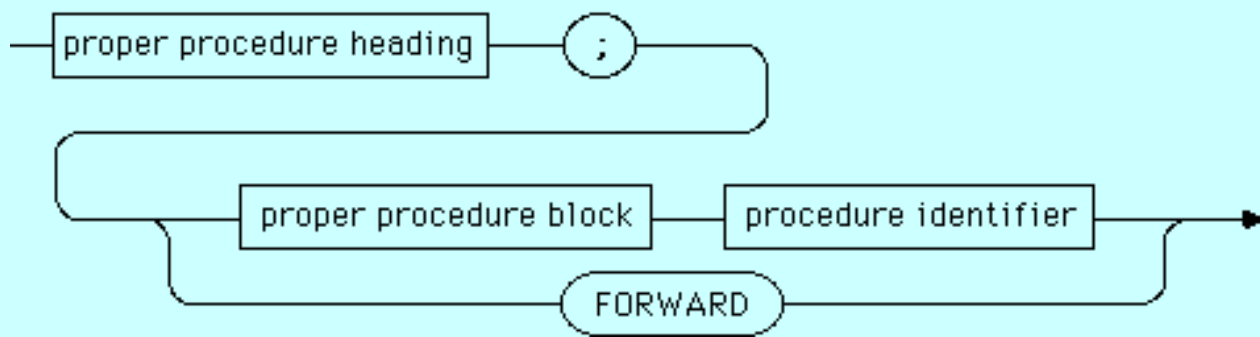 proper procedure heading ;
proper procedure block procedure identifier
FORWARD